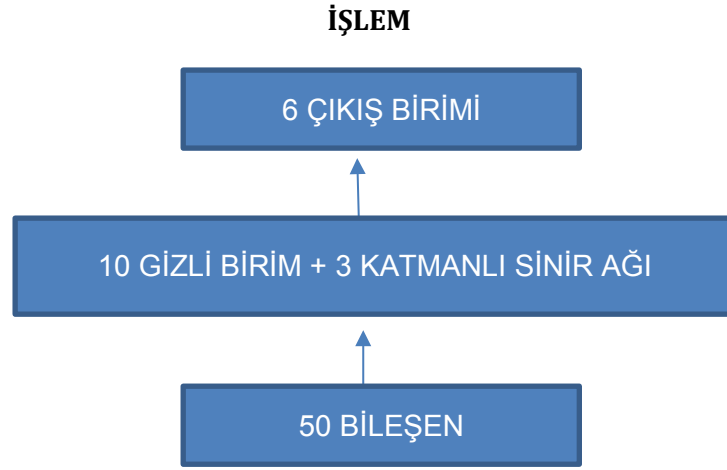 İŞLEM
6 ÇIKIŞ BİRİMİ
10 GİZLİ BİRİM + 3 KATMANLI SİNİR AĞI
50 BİLEŞEN